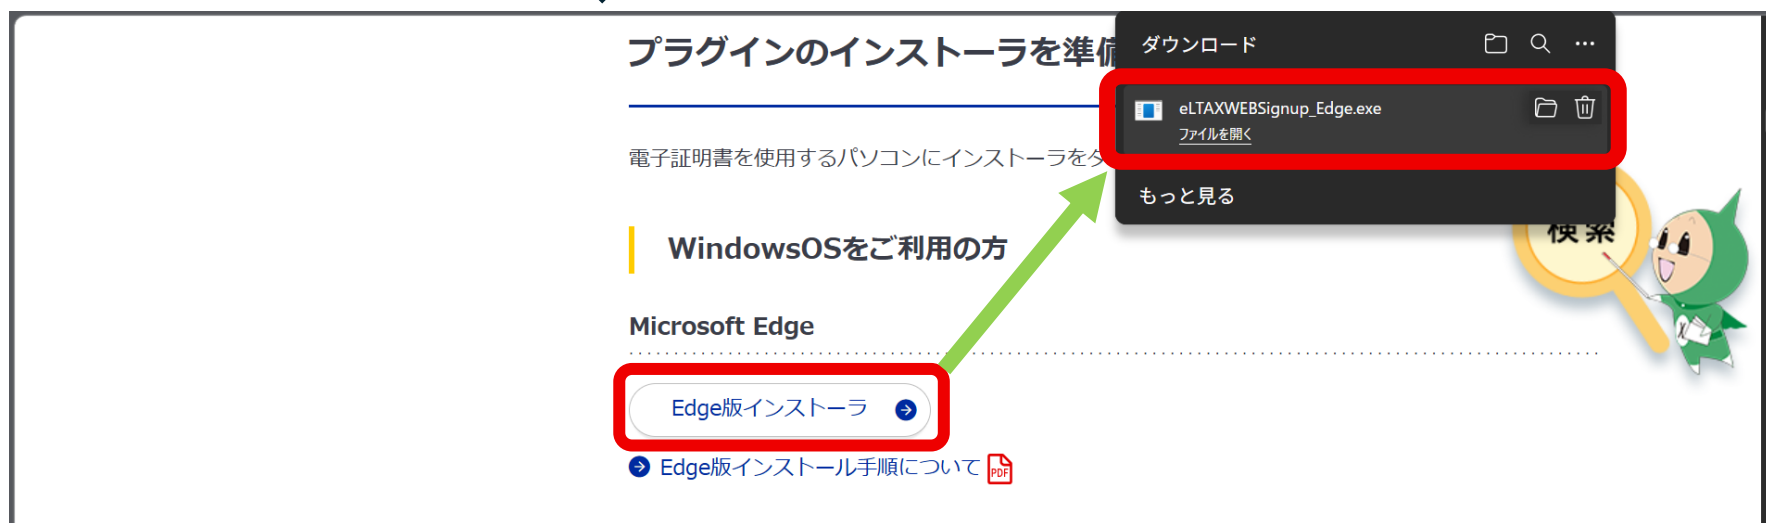 プラグインのインストーラを準備
ダウンロード
eLTAXWEBSignup_Edge.exe
ファイルを開く
もっと見る
電子証明書を使用するパソコンにインストーラをダ
検索
WindowsOSをご利用の方
Microsoft Edge
Edge版インストーラ
Edge版インストール手順について
PDF